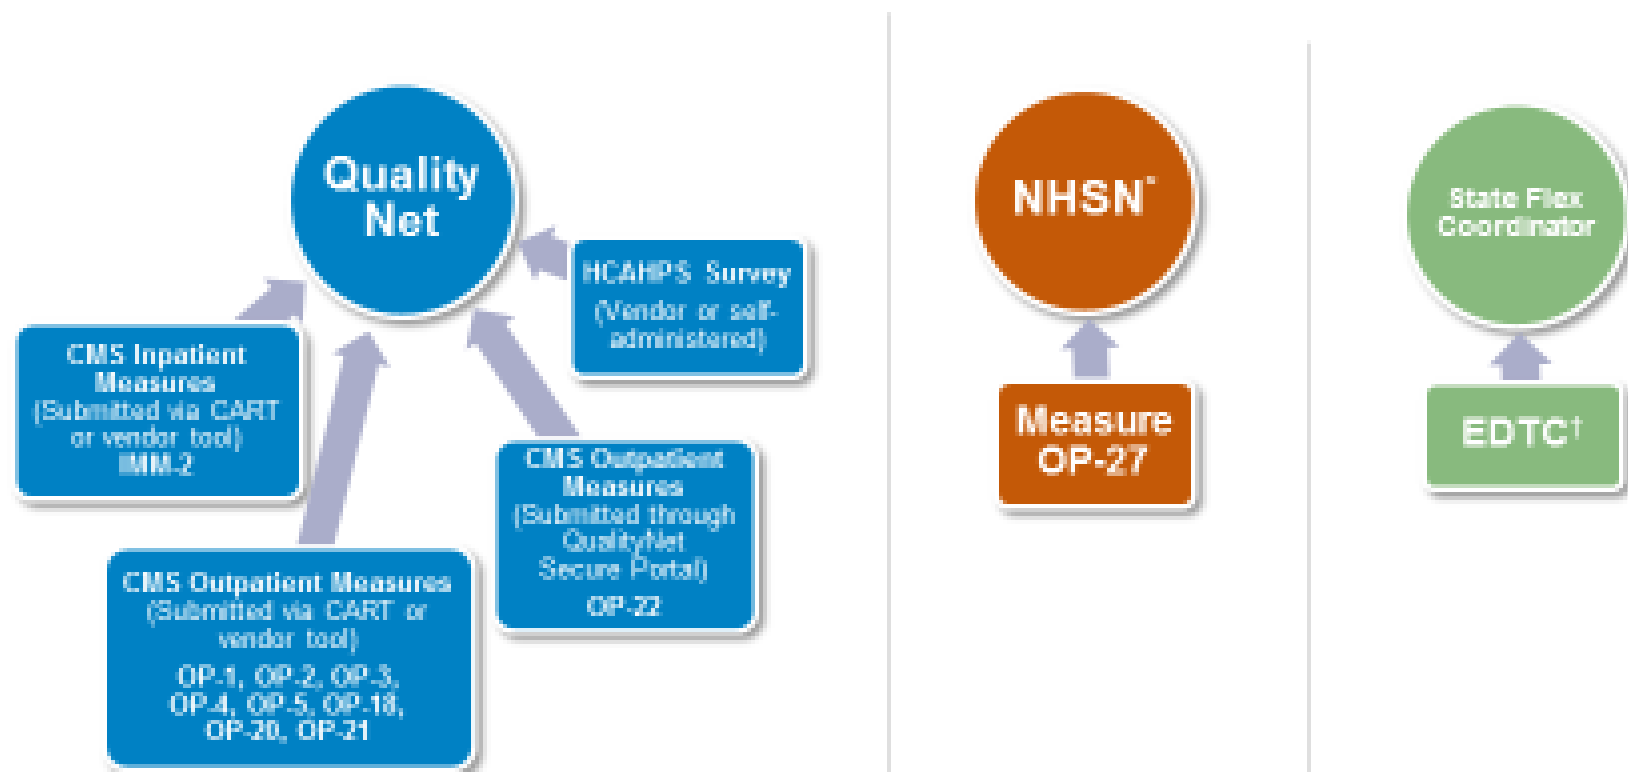 Quality
Net
HCAHPS Survey
(Vendor or self-
administered)
CMS Inpatient
Measures
(Submitted via CART
or vendor tool)
IMM-2
CMS Outpatient
Measures
(Submitted through
QualityNet
Secure Portal)
OP-22
CMS Outpatient Measures
(Submitted via CART or
vendor tool)
OP-1, OP-2, OP-3,
OP-4, OP-5, OP-18,
OP-20, OP-21
NHSN*
Measure
OP-27
State Flex
Coordinator
EDTC†